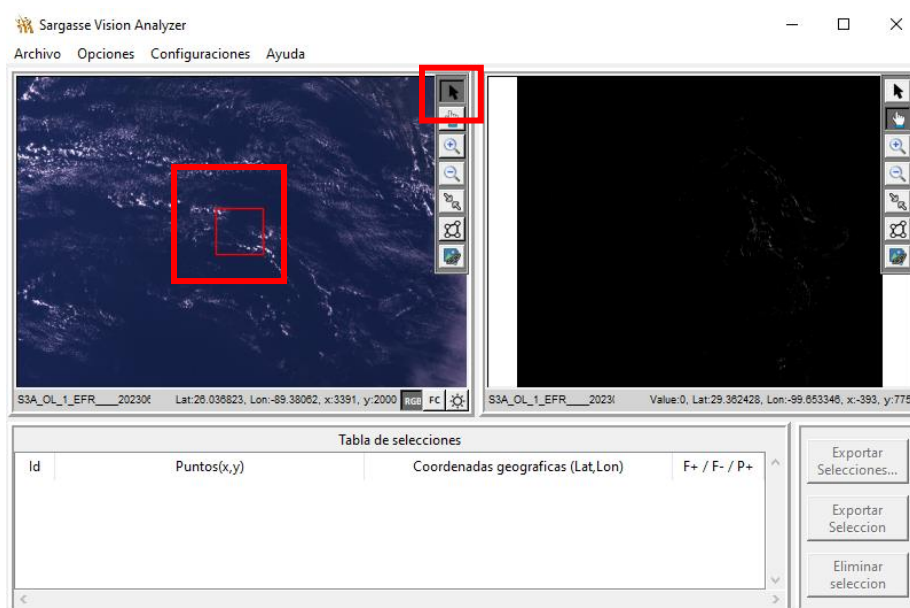 Sargasse Vision Analyzer
Archivo Opciones Configuraciones Ayuda
S3A_OL_1_EFR____20230 Lat:26.036823, Lon:-89.38062, x:3391, y:2000 RGB FC
S3A_OL_1_EFR____2023 Value:0, Lat:29.362428, Lon:-99.653346, x:-393, y:775
Tabla de selecciones
Id Puntos(x,y) Coordenadas geograficas (Lat,Lon) F+ / F- / P+
Exportar
Selecciones...
Exportar
Seleccion
Eliminar
seleccion